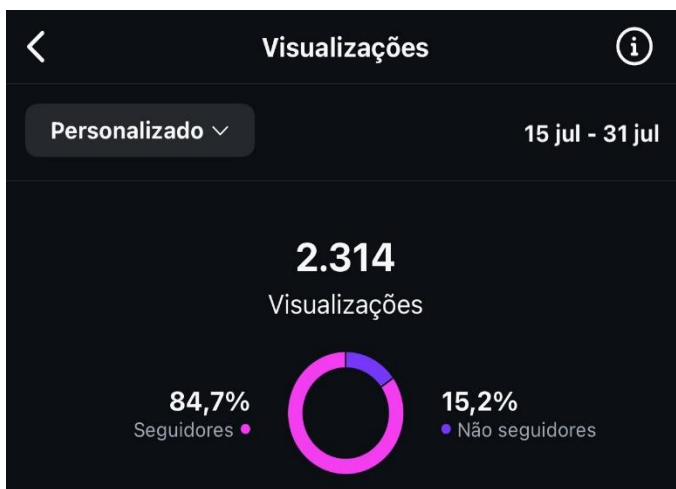 Visualizações
Personalizado
15 jul - 31 jul
2.314
Visualizações
84,7%
Seguidores
15,2%
Não seguidores